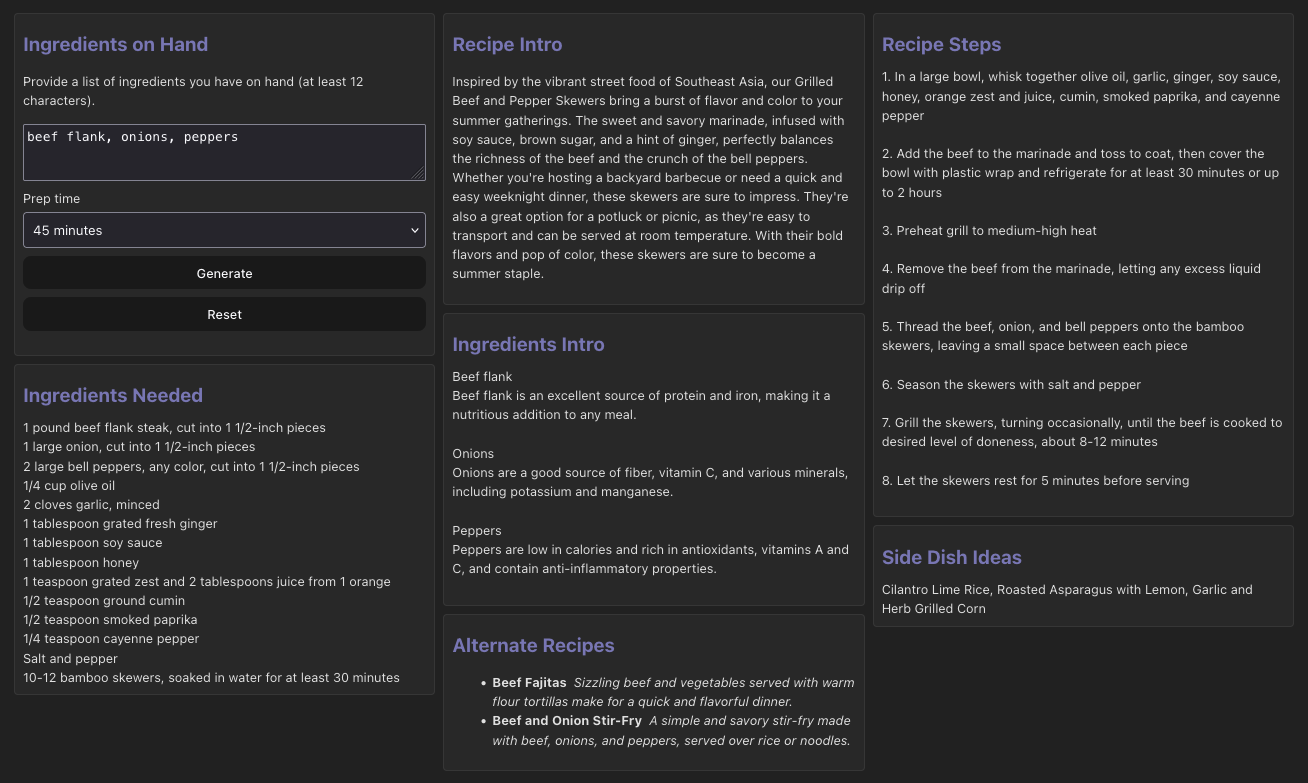 Ingredients on Hand
Provide a list of ingredients you have on hand (at least 12
characters).
beef flank, onions, peppers
Prep time
45 minutes
Generate
Reset
Ingredients Needed
1 pound beef flank steak, cut into 1 1/2-inch pieces
1 large onion, cut into 1 1/2-inch pieces
2 large bell peppers, any color, cut into 1 1/2-inch pieces
1/4 cup olive oil
2 cloves garlic, minced
1 tablespoon grated fresh ginger
1 tablespoon soy sauce
1 tablespoon honey
1 teaspoon grated zest and 2 tablespoons juice from 1 orange
1/2 teaspoon ground cumin
1/2 teaspoon smoked paprika
1/4 teaspoon cayenne pepper
Salt and pepper
10-12 bamboo skewers, soaked in water for at least 30 minutes
Recipe Intro
Inspired by the vibrant street food of Southeast Asia, our Grilled
Beef and Pepper Skewers bring a burst of flavor and color to your
summer gatherings. The sweet and savory marinade, infused with
soy sauce, brown sugar, and a hint of ginger, perfectly balances
the richness of the beef and the crunch of the bell peppers.
Whether you're hosting a backyard barbecue or need a quick and
easy weeknight dinner, these skewers are sure to impress. They're
also a great option for a potluck or picnic, as they're easy to
transport and can be served at room temperature. With their bold
flavors and pop of color, these skewers are sure to become a
summer staple.
Ingredients Intro
Beef flank
Beef flank is an excellent source of protein and iron, making it a
nutritious addition to any meal.
Onions
Onions are a good source of fiber, vitamin C, and various minerals,
including potassium and manganese.
Peppers
Peppers are low in calories and rich in antioxidants, vitamins A and
C, and contain anti-inflammatory properties.
Alternate Recipes
• Beef Fajitas Sizzling beef and vegetables served with warm
flour tortillas make for a quick and flavorful dinner.
• Beef and Onion Stir-Fry A simple and savory stir-fry made
with beef, onions, and peppers, served over rice or noodles.
Recipe Steps
1. In a large bowl, whisk together olive oil, garlic, ginger, soy sauce,
honey, orange zest and juice, cumin, smoked paprika, and cayenne
pepper
2. Add the beef to the marinade and toss to coat, then cover the
bowl with plastic wrap and refrigerate for at least 30 minutes or up
to 2 hours
3. Preheat grill to medium-high heat
4. Remove the beef from the marinade, letting any excess liquid
drip off
5. Thread the beef, onion, and bell peppers onto the bamboo
skewers, leaving a small space between each piece
6. Season the skewers with salt and pepper
7. Grill the skewers, turning occasionally, until the beef is cooked to
desired level of doneness, about 8-12 minutes
8. Let the skewers rest for 5 minutes before serving
Side Dish Ideas
Cilantro Lime Rice, Roasted Asparagus with Lemon, Garlic and
Herb Grilled Corn